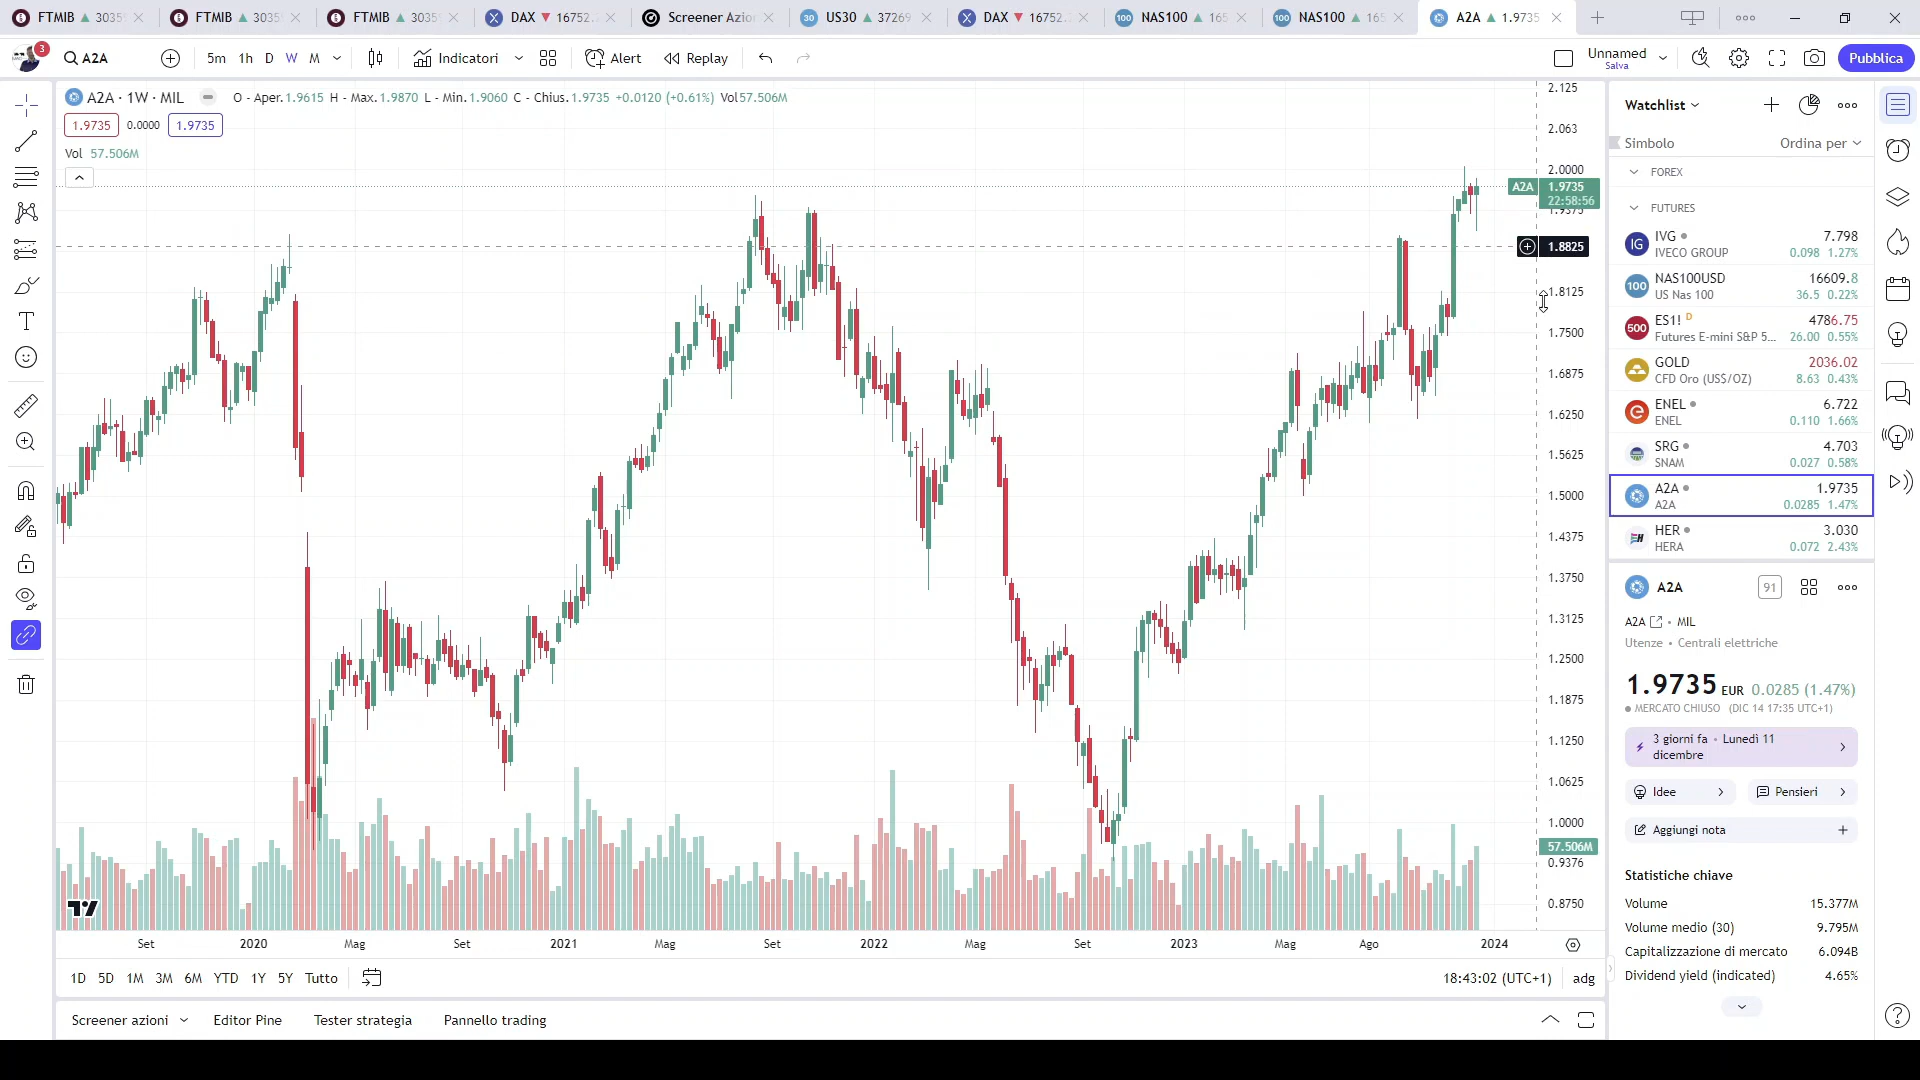 FTMIB ▲ 3035
FTMIB ▲ 3035
FTMIB ▲ 3035
DAX ▼ 16752.
Screener Azio
US30 ▲ 37269
DAX ▼ 16752.
NAS100 ▲ 165
NAS100 ▲ 165
A2A ▲ 1.9735
3
A2A
5m 1h D W M
Indicatori
Alert
Replay
Unnamed
Salva
Pubblica
A2A · 1W · MIL
O - Aper.1.9615 H - Max.1.9870 L - Min.1.9060 C - Chius.1.9735 +0.0120 (+0.61%) Vol57.506M
1.9735 0.0000 1.9735
Vol 57.506M
2.125
2.063
2.0000
A2A 1.9735
22:58:56
1.9375
1.8825
1.8125
1.7500
1.6875
1.6250
1.5625
1.5000
1.4375
1.3750
1.3125
1.2500
1.1875
1.1250
1.0625
1.0000
57.506M
0.9376
0.8750
Set 2020 Mag Set 2021 Mag Set 2022 Mag Set 2023 Mag Ago 2024
1D 5D 1M 3M 6M YTD 1Y 5Y Tutto
18:43:02 (UTC+1) adg
Screener azioni Editor Pine Tester strategia Pannello trading
Watchlist
Simbolo Ordina per
FOREX
FUTURES
IG IVG 7.798
IVECO GROUP 0.098 1.27%
100 NAS100USD 16609.8
US Nas 100 36.5 0.22%
500 ES1! D 4786.75
Futures E-mini S&P 5... 26.00 0.55%
GOLD 2036.02
CFD Oro (US$/OZ) 8.63 0.43%
ENEL 6.722
ENEL 0.110 1.66%
SRG 4.703
SNAM 0.027 0.58%
A2A 1.9735
A2A 0.0285 1.47%
HER 3.030
HERA 0.072 2.43%
A2A 91
A2A • MIL
Utenze • Centrali elettriche
1.9735 EUR 0.0285 (1.47%)
MERCATO CHIUSO (DIC 14 17:35 UTC+1)
3 giorni fa • Lunedì 11
dicembre
Idee
Pensieri
Aggiungi nota
Statistiche chiave
Volume 15.377M
Volume medio (30) 9.795M
Capitalizzazione di mercato 6.094B
Dividend yield (indicated) 4.65%